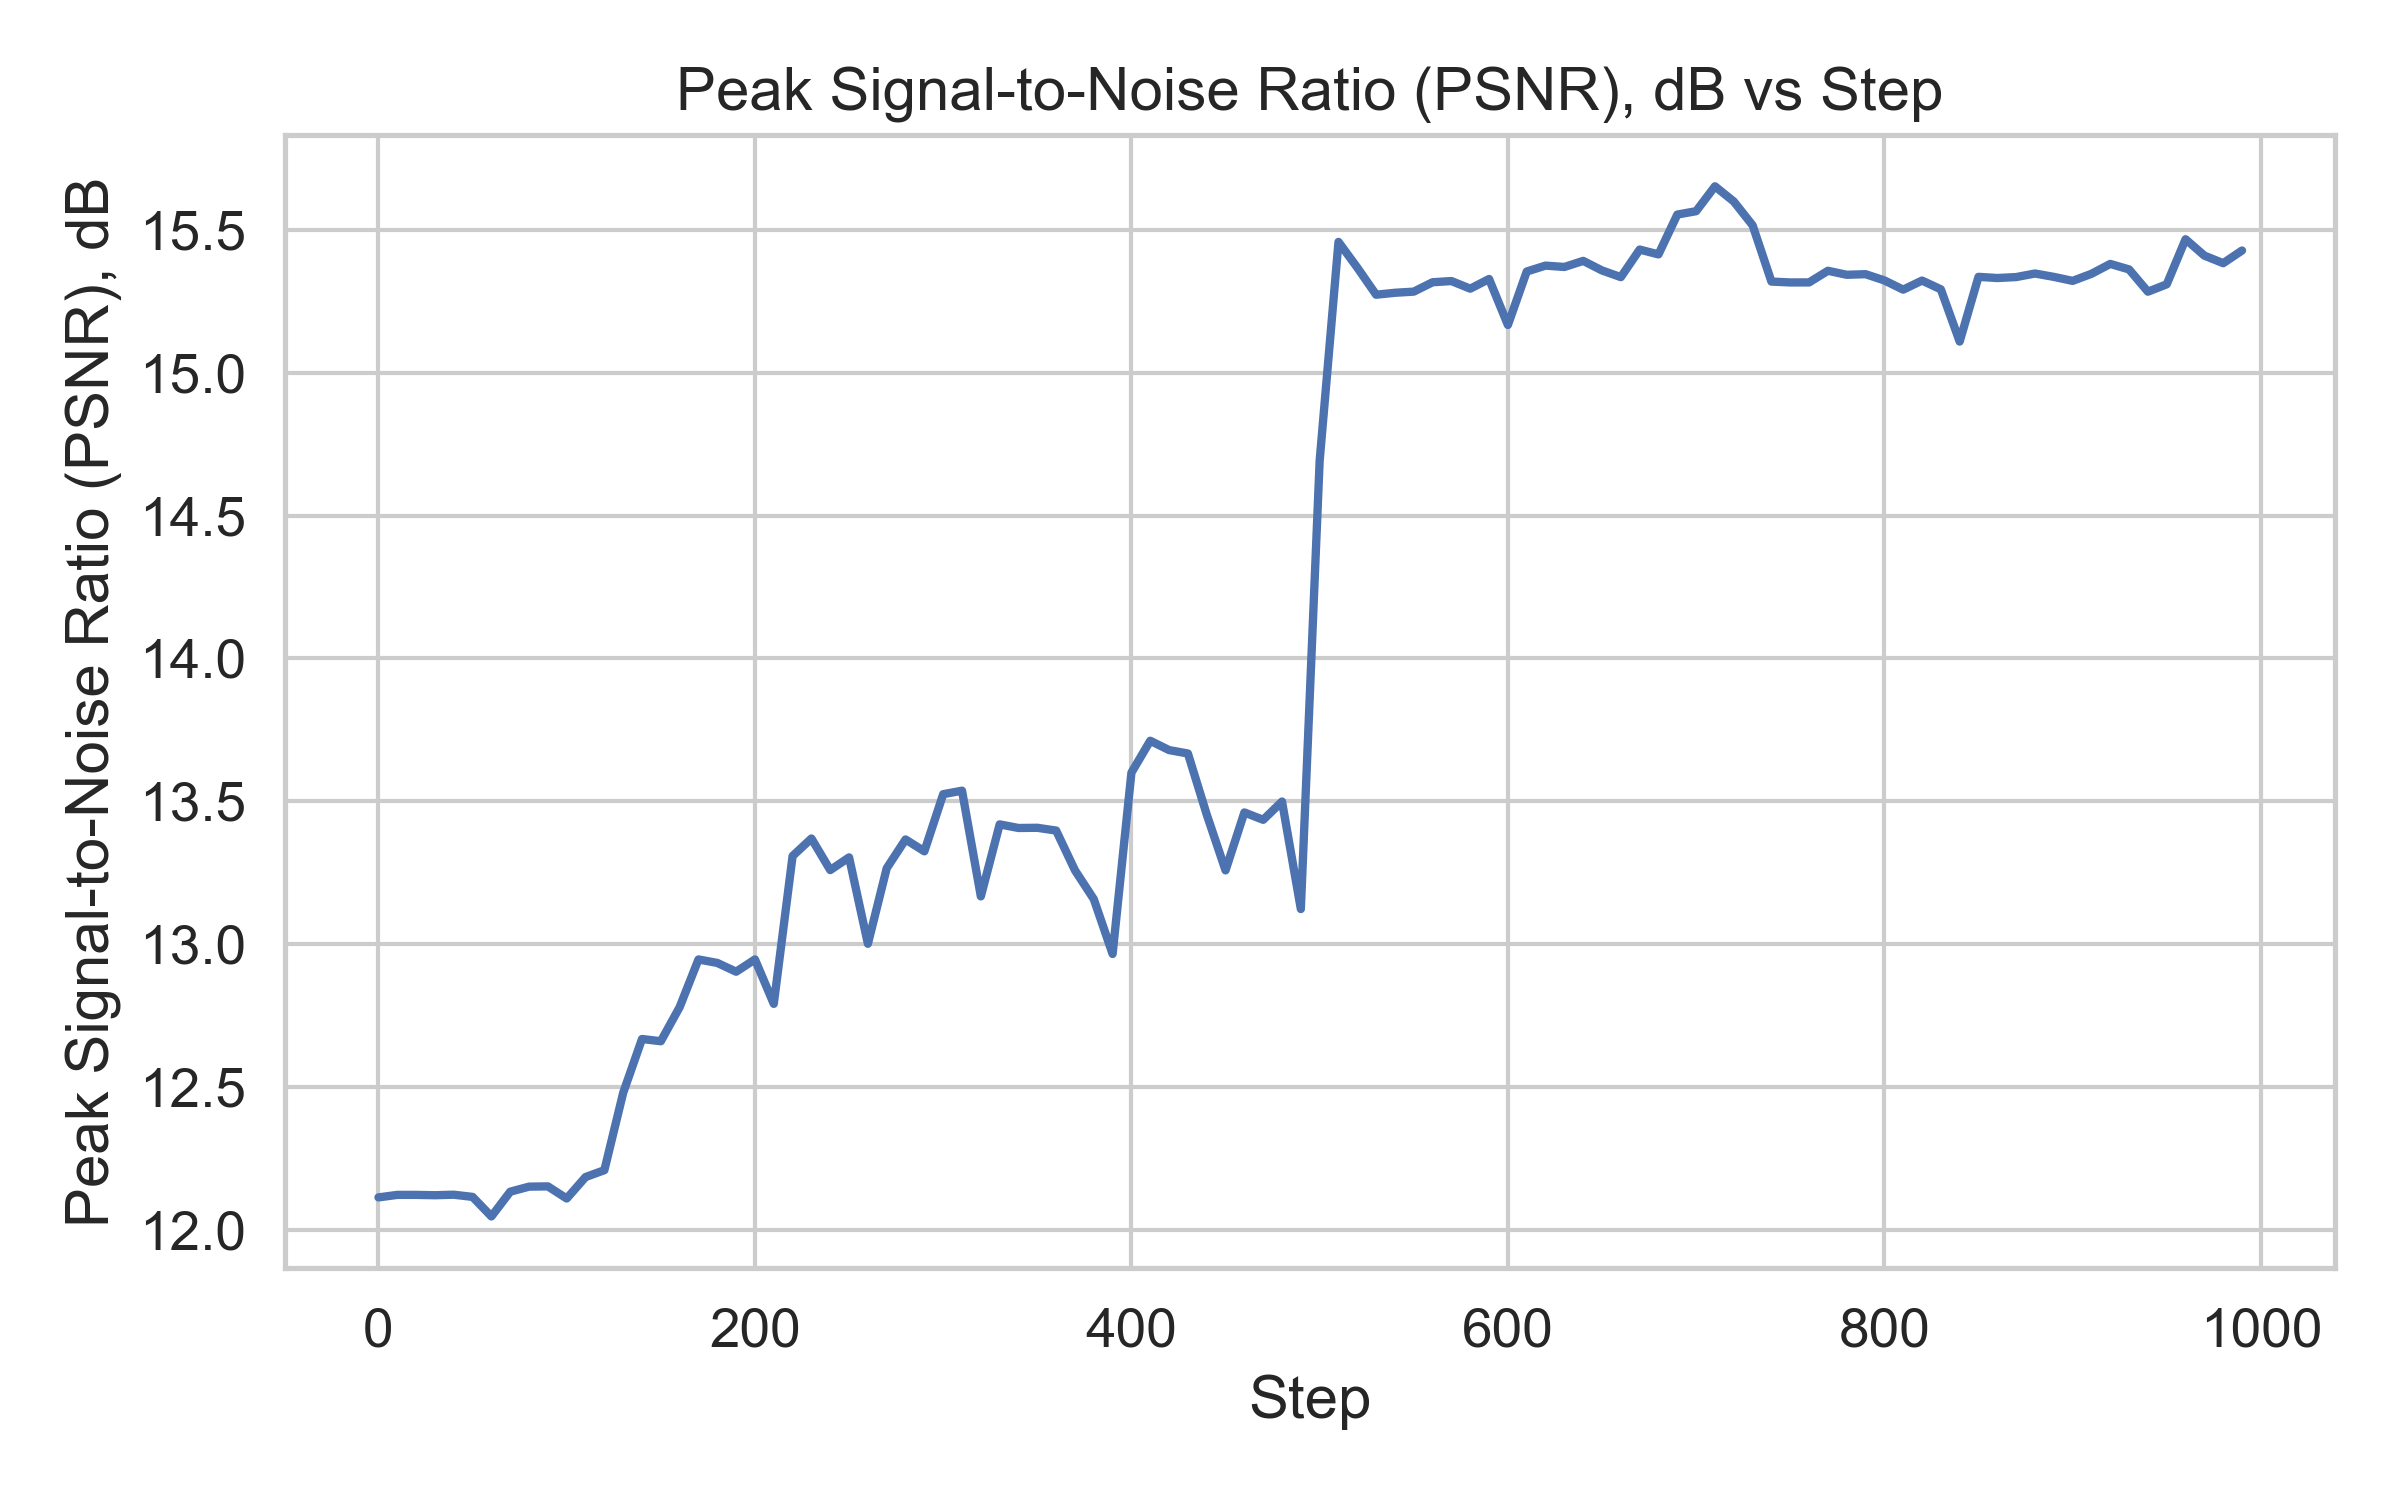 Peak Signal-to-Noise Ratio (PSNR), dB vs Step
Peak Signal-to-Noise Ratio (PSNR), dB
15.5
15.0
14.5
14.0
13.5
13.0
12.5
12.0
0 200 400 600 800 1000
Step